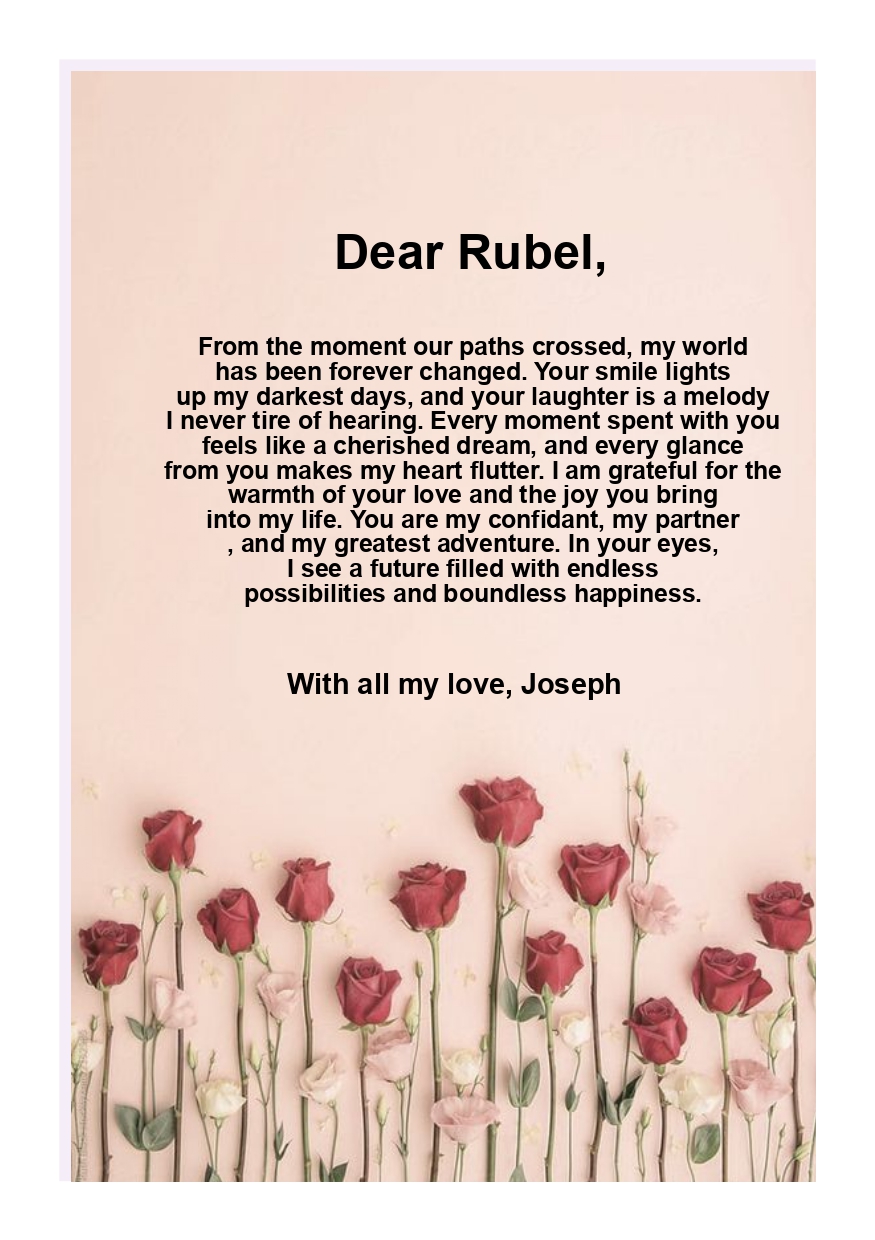 Dear Rubel,
From the moment our paths crossed, my world
has been forever changed. Your smile lights
up my darkest days, and your laughter is a melody
I never tire of hearing. Every moment spent with you
feels like a cherished dream, and every glance
from you makes my heart flutter. I am grateful for the
warmth of your love and the joy you bring
into my life. You are my confidant, my partner
, and my greatest adventure. In your eyes,
I see a future filled with endless
possibilities and boundless happiness.
With all my love, Joseph